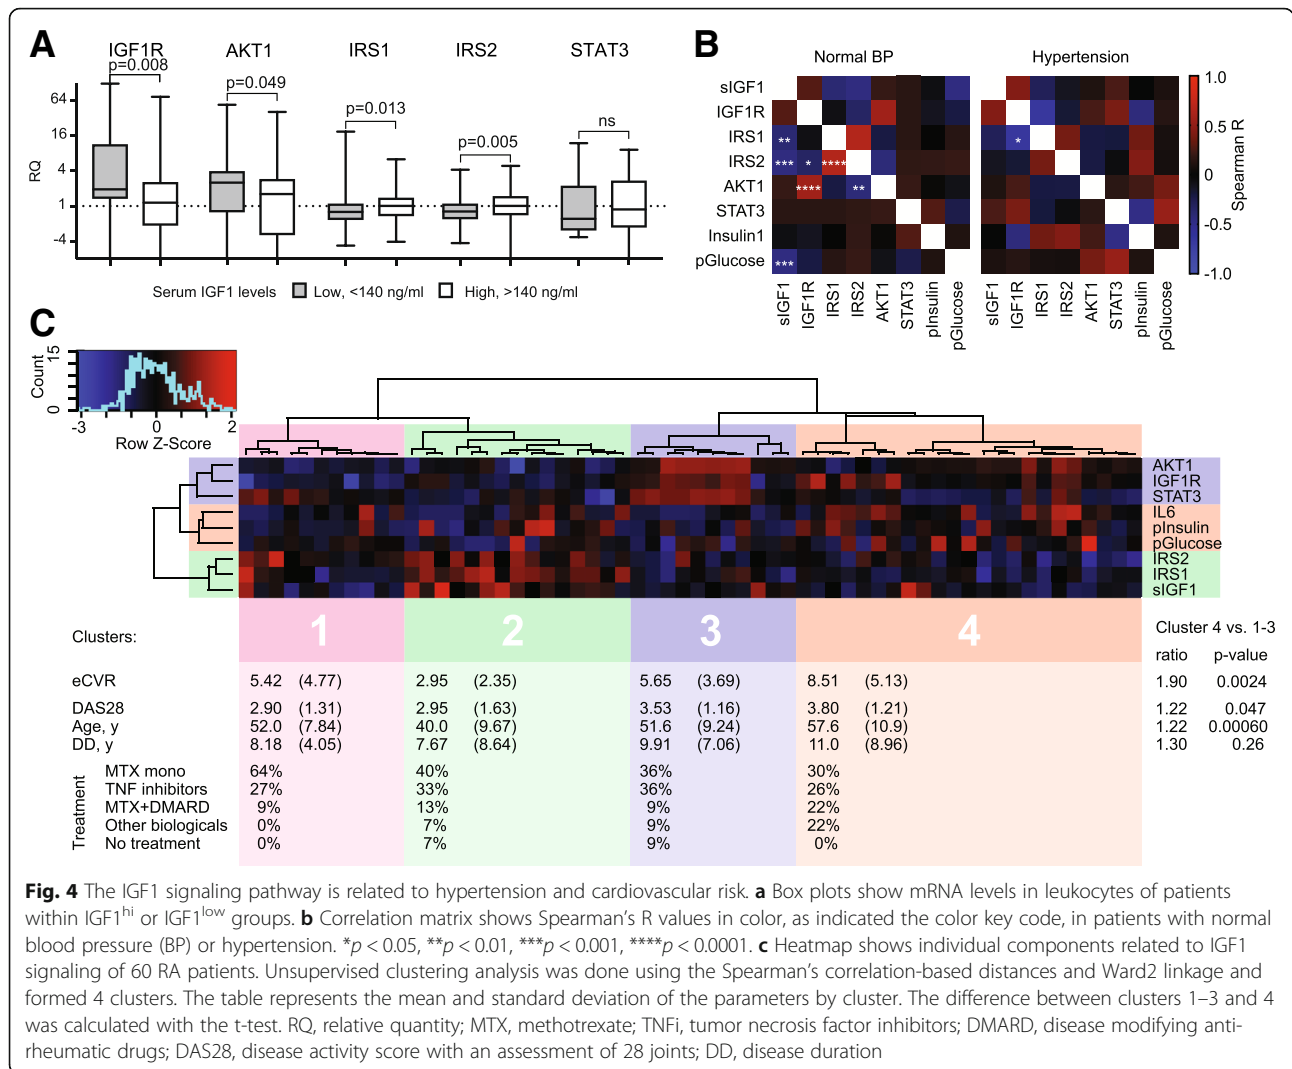 A
IGF1R AKT1 IRS1 IRS2 STAT3
p=0.008
p=0.049
p=0.013
p=0.005
ns
RQ
64
16
4
1
-4
Serum IGF1 levels Low, <140 ng/ml High, >140 ng/ml
B
Normal BP Hypertension
sIGF1
IGF1R
IRS1 ** *
IRS2 *** * ****
AKT1 **** **
STAT3
Insulin1
pGlucose ***
sIGF1 IGF1R IRS1 IRS2 AKT1 STAT3 pInsulin pGlucose
sIGF1 IGF1R IRS1 IRS2 AKT1 STAT3 pInsulin pGlucose
1.0
0.5
0
-0.5
-1.0
Spearman R
C
Count
15
0
-3 0 2
Row Z-Score
AKT1
IGF1R
STAT3
IL6
pInsulin
pGlucose
IRS2
IRS1
sIGF1
Clusters: 1 2 3 4 Cluster 4 vs. 1-3
ratio p-value
eCVR 5.42 (4.77) 2.95 (2.35) 5.65 (3.69) 8.51 (5.13) 1.90 0.0024
DAS28 2.90 (1.31) 2.95 (1.63) 3.53 (1.16) 3.80 (1.21) 1.22 0.047
Age, y 52.0 (7.84) 40.0 (9.67) 51.6 (9.24) 57.6 (10.9) 1.22 0.00060
DD, y 8.18 (4.05) 7.67 (8.64) 9.91 (7.06) 11.0 (8.96) 1.30 0.26
Treatment
MTX mono 64% 40% 36% 30%
TNF inhibitors 27% 33% 36% 26%
MTX+DMARD 9% 13% 9% 22%
Other biologicals 0% 7% 9% 22%
No treatment 0% 7% 9% 0%
Fig. 4 The IGF1 signaling pathway is related to hypertension and cardiovascular risk. a Box plots show mRNA levels in leukocytes of patients
within IGF1hi or IGF1low groups. b Correlation matrix shows Spearman's R values in color, as indicated the color key code, in patients with normal
blood pressure (BP) or hypertension. *p < 0.05, **p < 0.01, ***p < 0.001, ****p < 0.0001. c Heatmap shows individual components related to IGF1
signaling of 60 RA patients. Unsupervised clustering analysis was done using the Spearman's correlation-based distances and Ward2 linkage and
formed 4 clusters. The table represents the mean and standard deviation of the parameters by cluster. The difference between clusters 1–3 and 4
was calculated with the t-test. RQ, relative quantity; MTX, methotrexate; TNFi, tumor necrosis factor inhibitors; DMARD, disease modifying anti-
rheumatic drugs; DAS28, disease activity score with an assessment of 28 joints; DD, disease duration